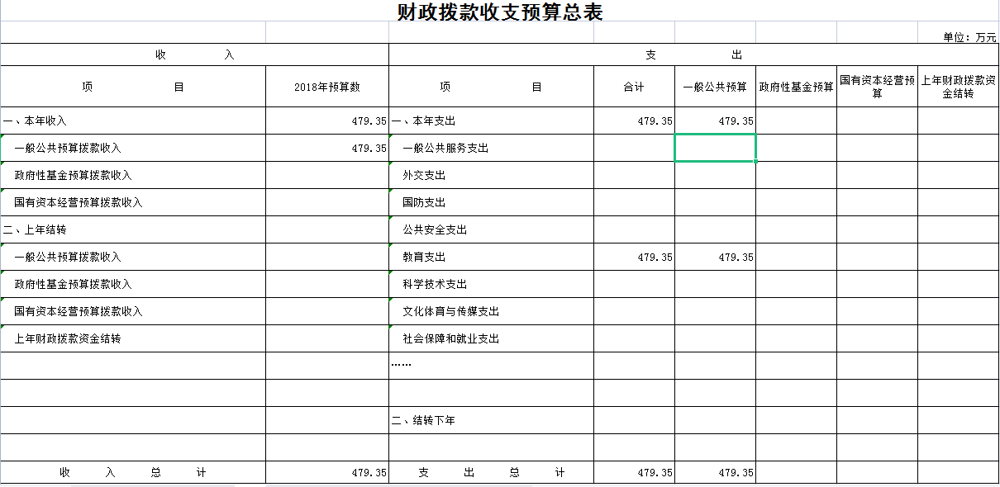 财政拨款收支预算总表
单位：万元
收 入 支 出
项 目 2018年预算数 项 目 合计 一般公共预算 政府性基金预算 国有资本经营预算 上年财政拨款资金结转
一、本年收入 479.35 一、本年支出 479.35 479.35
一般公共预算拨款收入 479.35 一般公共服务支出
政府性基金预算拨款收入 外交支出
国有资本经营预算拨款收入 国防支出
二、上年结转 公共安全支出
一般公共预算拨款收入 教育支出 479.35 479.35
政府性基金预算拨款收入 科学技术支出
国有资本经营预算拨款收入 文化体育与传媒支出
上年财政拨款资金结转 社会保障和就业支出
……
二、结转下年
收 入 总 计 479.35 支 出 总 计 479.35 479.35